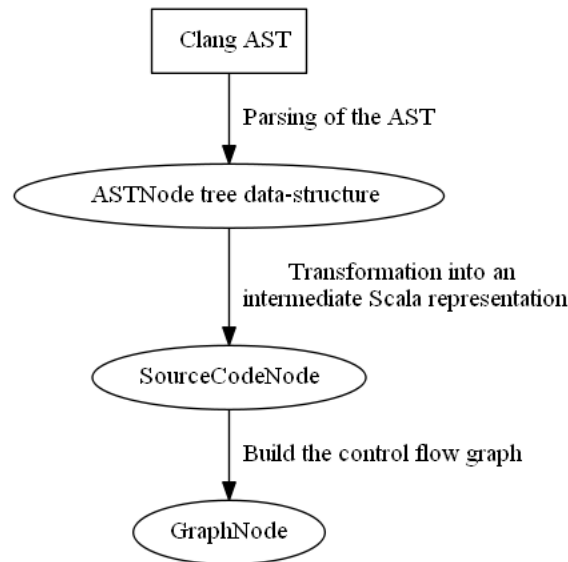 Clang AST
Parsing of the AST
ASTNode tree data-structure
Transformation into an
intermediate Scala representation
SourceCodeNode
Build the control flow graph
GraphNode